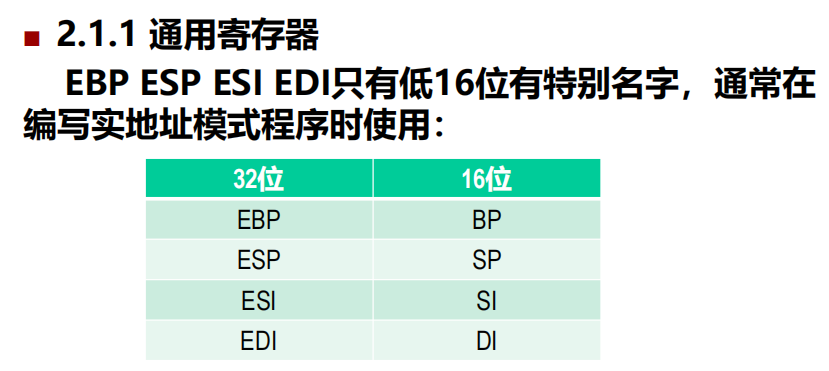 2.1.1 通用寄存器
EBP ESP ESI EDI只有低16位有特别名字，通常在
编写实地址模式程序时使用：
32位 16位
EBP BP
ESP SP
ESI SI
EDI DI